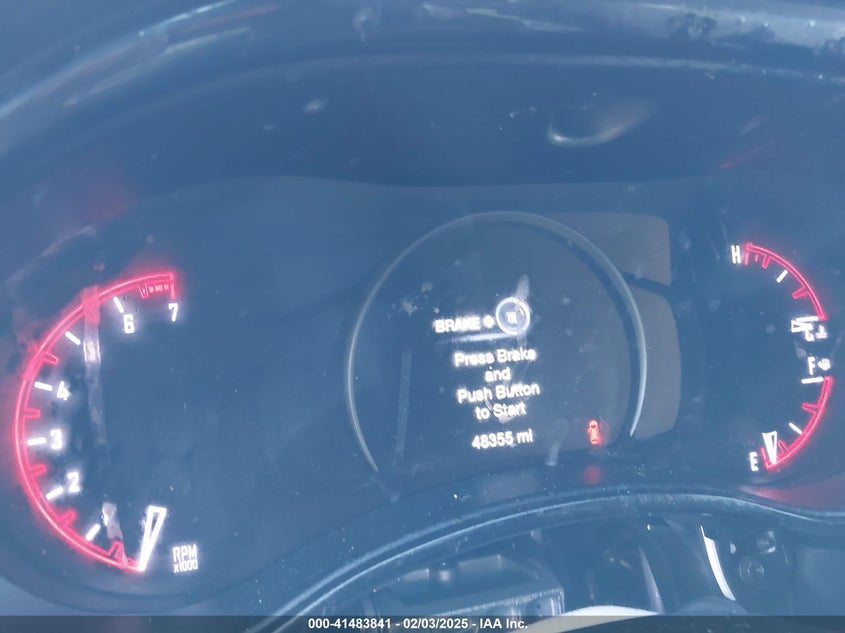 H
6 7
BRAKE +
C
Press Brake
and
F
Push Button
4
to Start
3
48355 mi
E
2
RPM
x1000
000-41483841 - 02/03/2025 - IAA Inc.